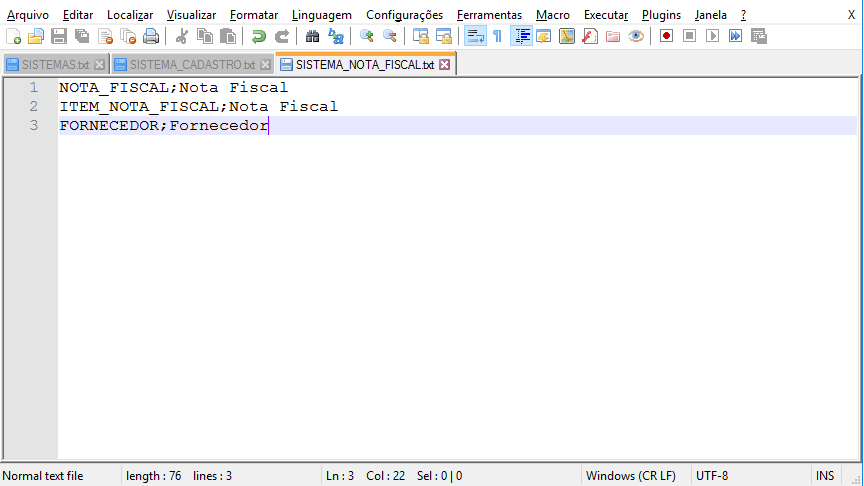 Arquivo Editar Localizar Visualizar Formatar Linguagem Configurações Ferramentas Macro Executar Plugins Janela ? X
SISTEMAS.txt SISTEMA_CADASTRO.txt SISTEMA_NOTA_FISCAL.txt
1 NOTA_FISCAL;Nota Fiscal
2 ITEM_NOTA_FISCAL;Nota Fiscal
3 FORNECEDOR;Fornecedor
Normal text file length : 76 lines : 3 Ln : 3 Col : 22 Sel : 0 | 0 Windows (CR LF) UTF-8 INS